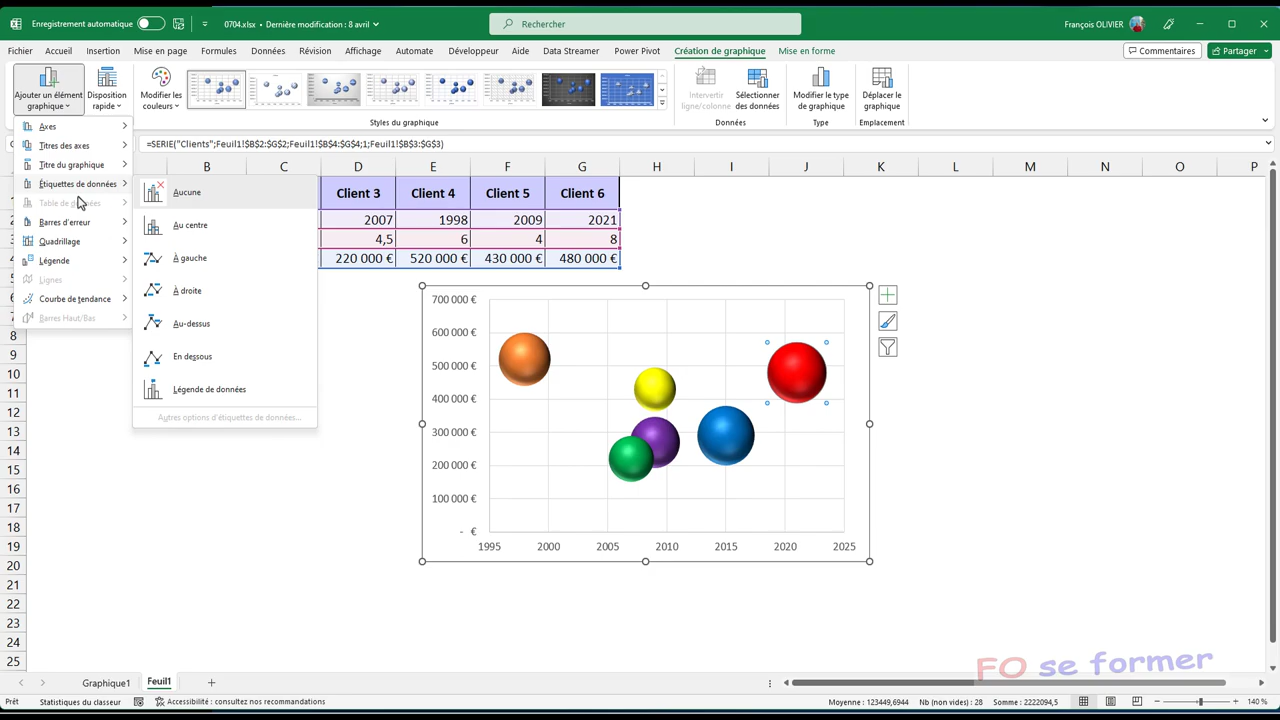 Enregistrement automatique
0704.xlsx • Dernière modification : 8 avril
Rechercher
François OLIVIER
Fichier Accueil Insertion Mise en page Formules Données Révision Affichage Automate Développeur Aide Data Streamer Power Pivot Création de graphique Mise en forme
Commentaires
Partager
Ajouter un élément graphique
Disposition rapide
Modifier les couleurs
Intervertir ligne/colonne
Sélectionner des données
Modifier le type de graphique
Déplacer le graphique
Styles du graphique
Données
Type
Emplacement
=SERIE("Clients";Feuil1!$B$2:$G$2;Feuil1!$B$4:$G$4;1;Feuil1!$B$3:$G$3)
Axes
Titres des axes
Titre du graphique
Étiquettes de données
Table de données
Barres d'erreur
Quadrillage
Légende
Lignes
Courbe de tendance
Barres Haut/Bas
Aucune
Au centre
À gauche
À droite
Au-dessus
En dessous
Légende de données
Autres options d'étiquettes de données...
B C D E F G H I J K L M N O P
Client 3 Client 4 Client 5 Client 6
2007 1998 2009 2021
4,5 6 4 8
220 000 € 520 000 € 430 000 € 480 000 €
8
9
10
11
12
13
14
15
16
17
18
19
20
21
22
23
24
25
700 000 €
600 000 €
500 000 €
400 000 €
300 000 €
200 000 €
100 000 €
- €
1995 2000 2005 2010 2015 2020 2025
FO se former
Graphique1 Feuil1
Prêt Statistiques du classeur Accessibilité : consultez nos recommandations
Moyenne : 123449,6944 Nb (non vides) : 28 Somme : 2222094,5
140 %